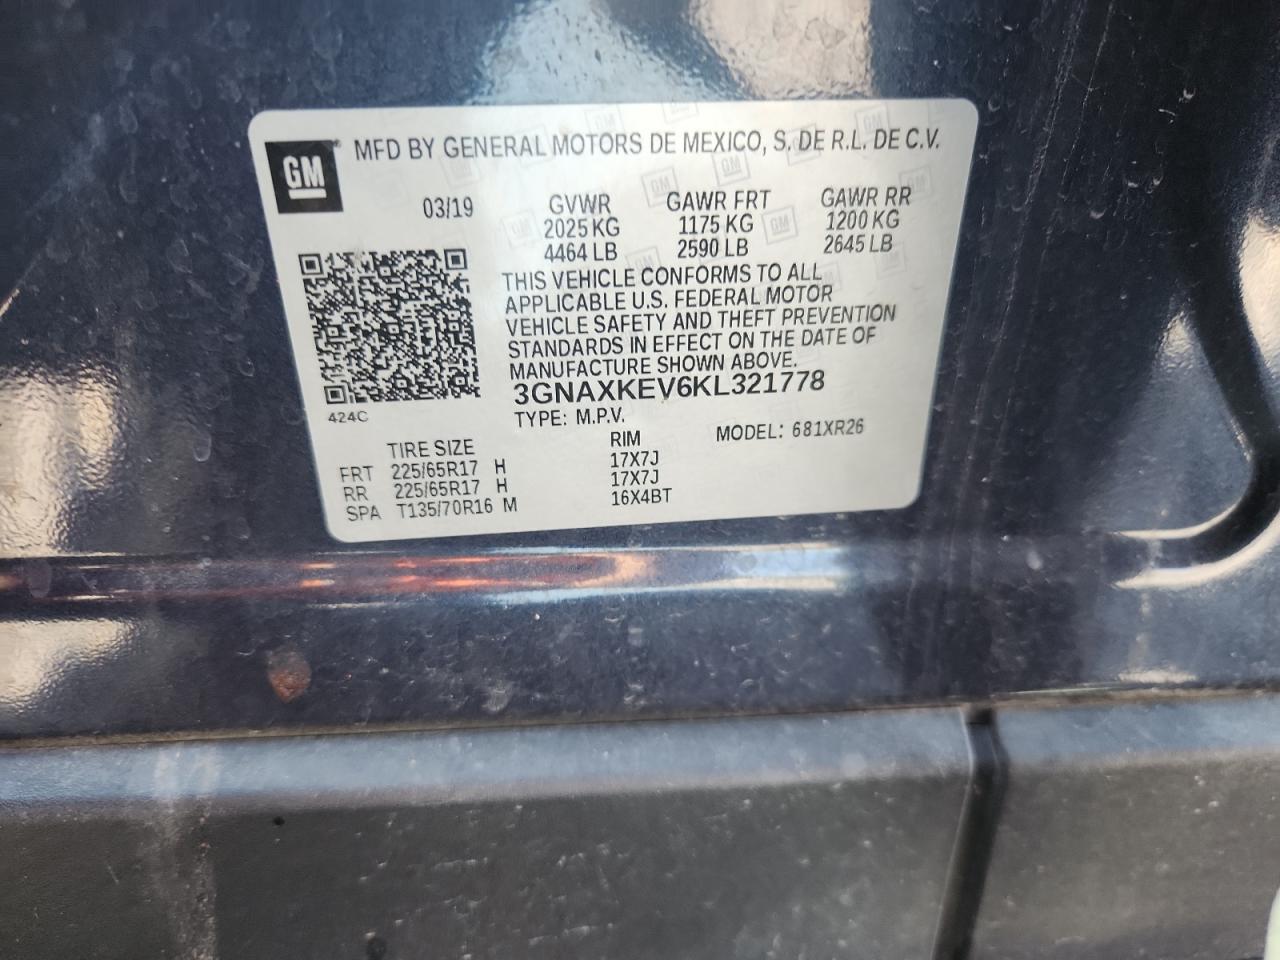 GM MFD BY GENERAL MOTORS DE MEXICO, S. DE R.L. DE C.V.
03/19 GVWR GAWR FRT GAWR RR
2025 KG 1175 KG 1200 KG
4464 LB 2590 LB 2645 LB
THIS VEHICLE CONFORMS TO ALL
APPLICABLE U.S. FEDERAL MOTOR
VEHICLE SAFETY AND THEFT PREVENTION
STANDARDS IN EFFECT ON THE DATE OF
MANUFACTURE SHOWN ABOVE.
3GNAXKEV6KL321778
424C
TYPE: M.P.V.
TIRE SIZE RIM MODEL: 681XR26
FRT 225/65R17 H 17X7J
RR 225/65R17 H 17X7J
SPA T135/70R16 M 16X4BT